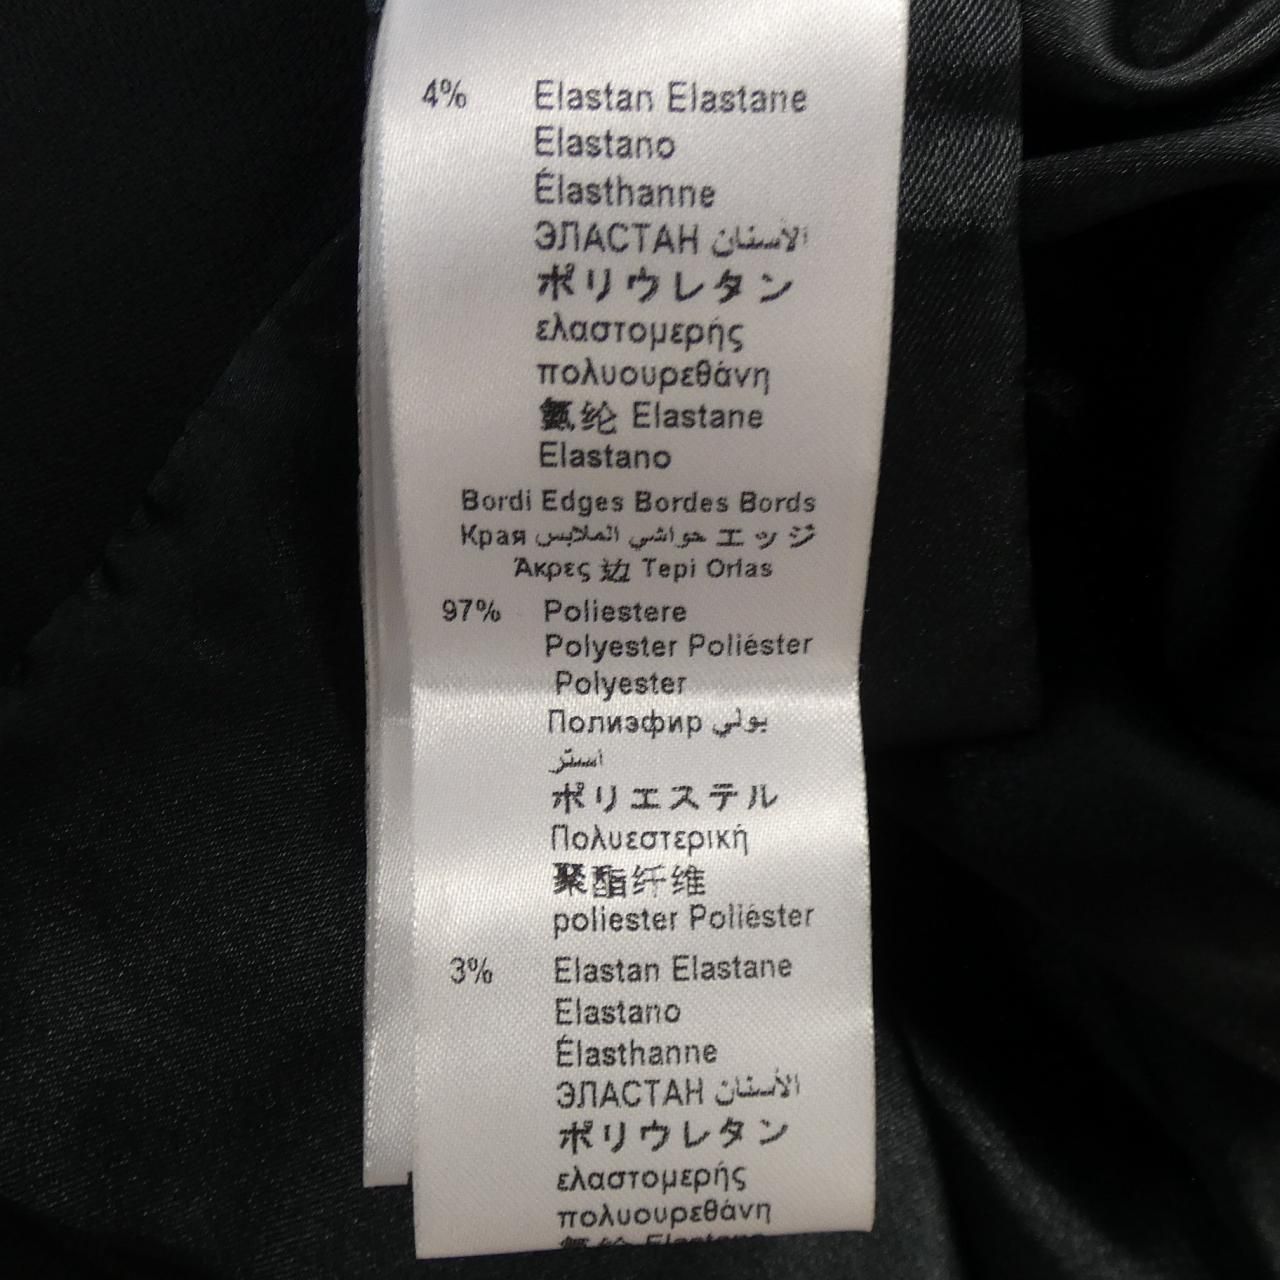 4% Elastan Elastane
Elastano
Élasthanne
ЭЛАСТАН الأستان
ポリウレタン
ελαστομερής
πολυουρεθάνη
氨纶 Elastane
Elastano
Bordi Edges Bordes Bords
Края حواشي الملابس エッジ
Άκρες 边 Tepi Orlas
97% Poliestere
Polyester Poliéster
Polyester
Полиэфир بولي
استر
ポリエステル
Πολυεστερική
聚酯纤维
poliester Poliéster
3% Elastan Elastane
Elastano
Élasthanne
ЭЛАСТАН الأستان
ポリウレタン
ελαστομερής
πολυουρεθάνη